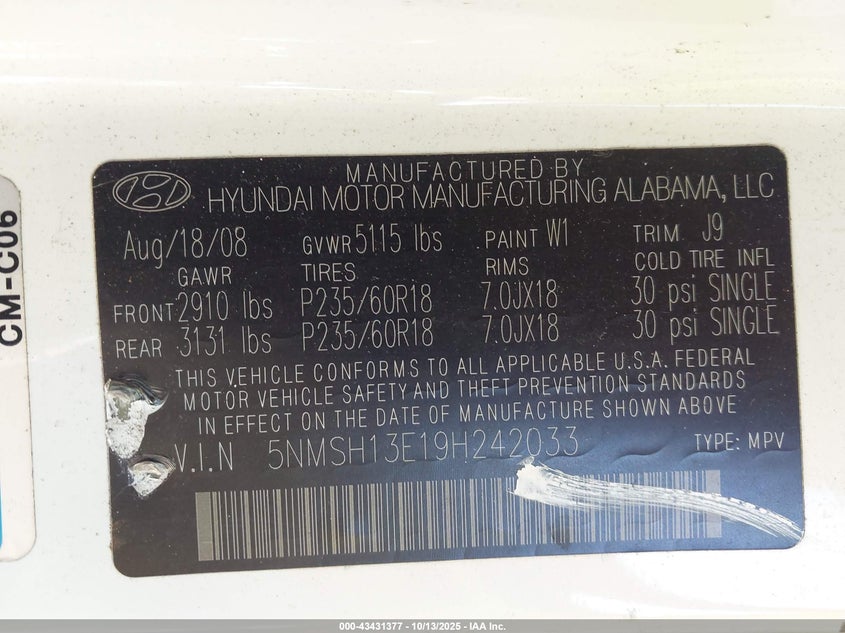 MANUFACTURED BY
HYUNDAI MOTOR MANUFACTURING ALABAMA, LLC
Aug/18/08 GVWR 5115 lbs PAINT W1 TRIM J9
GAWR TIRES RIMS COLD TIRE INFL
FRONT 2910 lbs P235/60R18 7.0JX18 30 psi SINGLE
REAR 3131 lbs P235/60R18 7.0JX18 30 psi SINGLE
THIS VEHICLE CONFORMS TO ALL APPLICABLE U.S.A. FEDERAL
MOTOR VEHICLE SAFETY AND THEFT PREVENTION STANDARDS
IN EFFECT ON THE DATE OF MANUFACTURE SHOWN ABOVE
V.I.N 5NMSH13E19H242033 TYPE: MPV
CM-C06
000-43431377 - 10/13/2025 - IAA Inc.